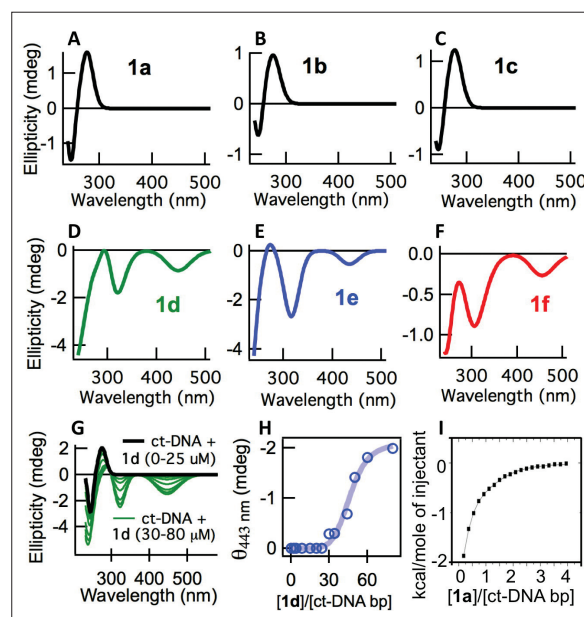 A
B
C
1a
1b
1c
Ellipticity (mdeg)
1
0
-1
1
0
1
1
0
-1
300 400 500
300 400 500
300 400 500
Wavelength (nm)
Wavelength (nm)
Wavelength (nm)
D
E
F
1d
1e
1f
Ellipticity (mdeg)
0
-2
-4
0
-2
-4
0.0
-0.5
-1.0
300 400 500
300 400 500
300 400 500
Wavelength (nm)
Wavelength (nm)
Wavelength (nm)
G
H
I
Ellipticity (mdeg)
2
0
-2
-4
ct-DNA +
1d (0-25 uM)
ct-DNA +
1d (30-80 μM)
300 400 500
Wavelength (nm)
θ443 nm (mdeg)
-2
-1
0
0 30 60
[1d]/[ct-DNA bp]
kcal/mole of injectant
0
-1
-2
0 1 2 3 4
[1a]/[ct-DNA bp]